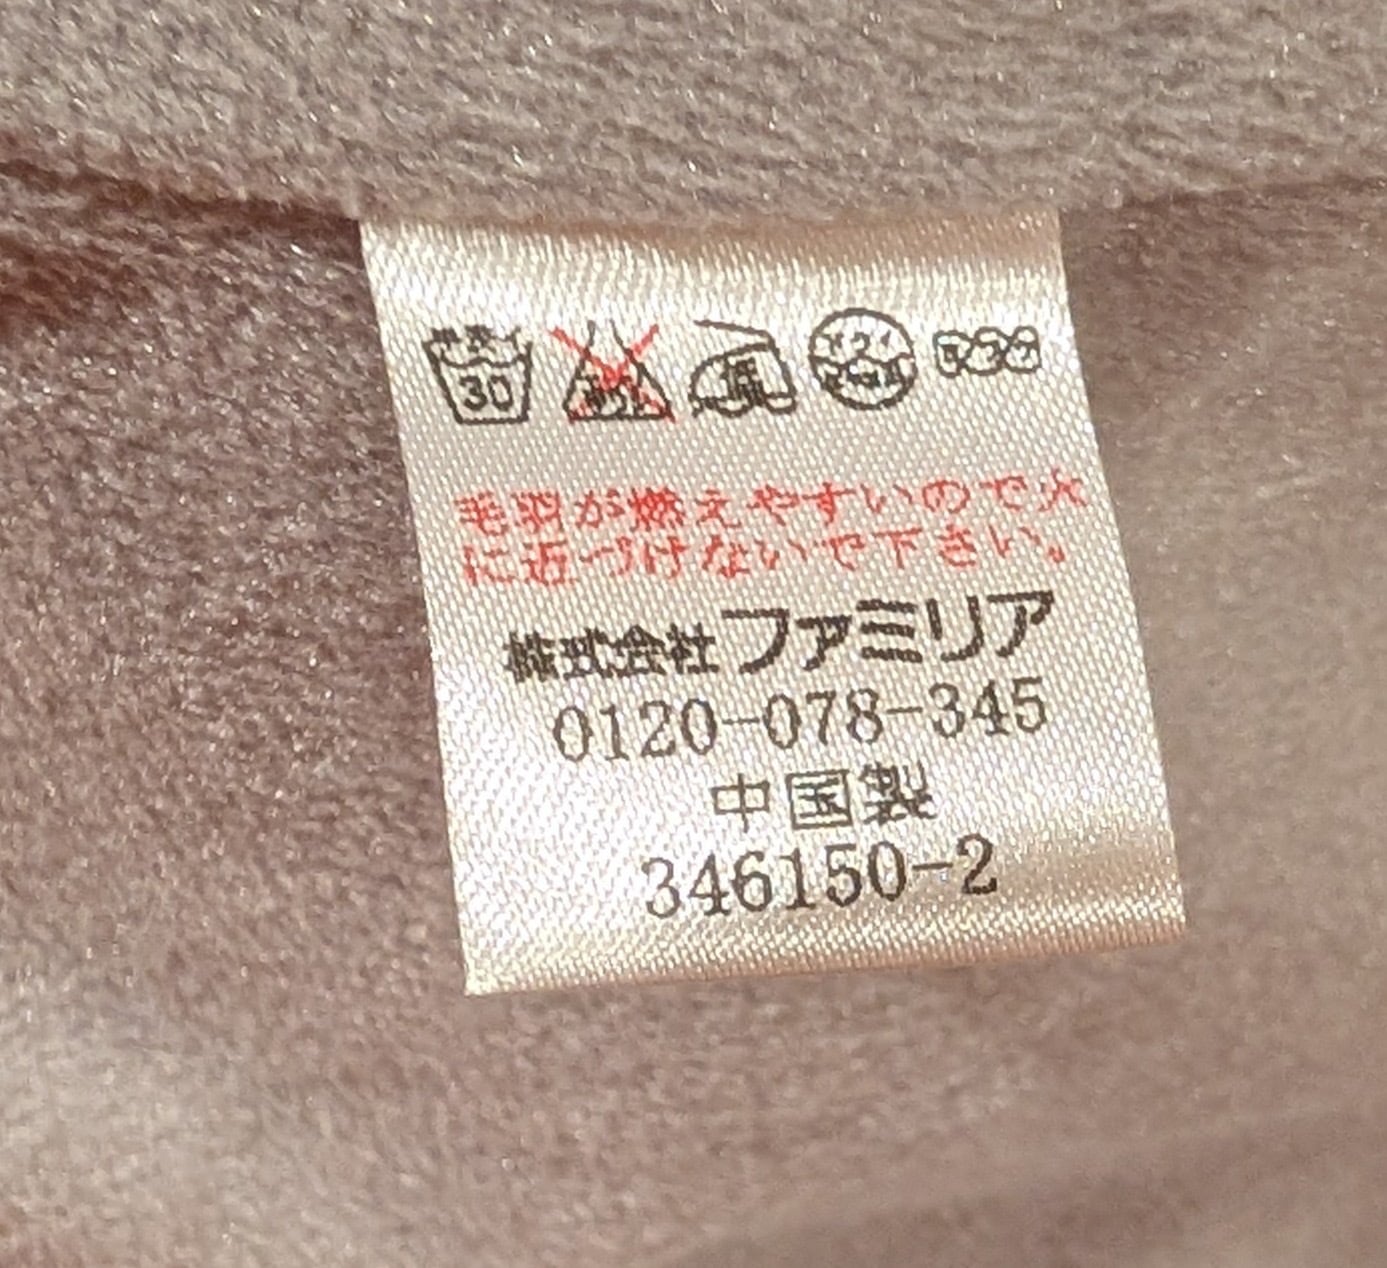 30
毛羽が燃えやすいので火
に近づけないで下さい。
株式会社ファミリア
0120-078-345
中国製
346150-2